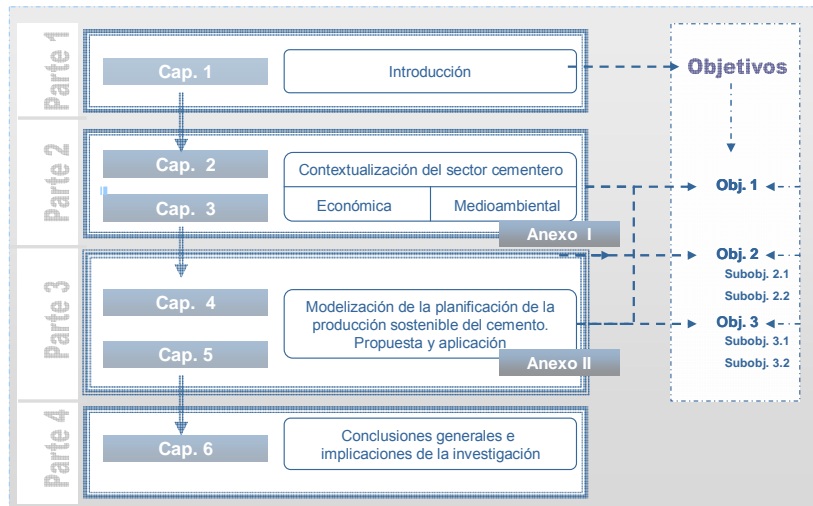 Parte 1
Cap. 1
Introducción
Objetivos
Parte 2
Cap. 2
Cap. 3
Contextualización del sector cementero
Económica
Medioambiental
Anexo I
Obj. 1
Parte 3
Cap. 4
Cap. 5
Modelización de la planificación de la
producción sostenible del cemento.
Propuesta y aplicación
Anexo II
Obj. 2
Subobj. 2.1
Subobj. 2.2
Obj. 3
Subobj. 3.1
Subobj. 3.2
Parte 4
Cap. 6
Conclusiones generales e
implicaciones de la investigación